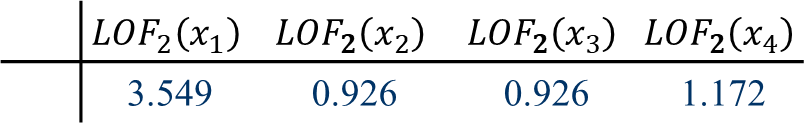 LOF₂(x₁) LOF₂(x₂) LOF₂(x₃) LOF₂(x₄)
3.549 0.926 0.926 1.172